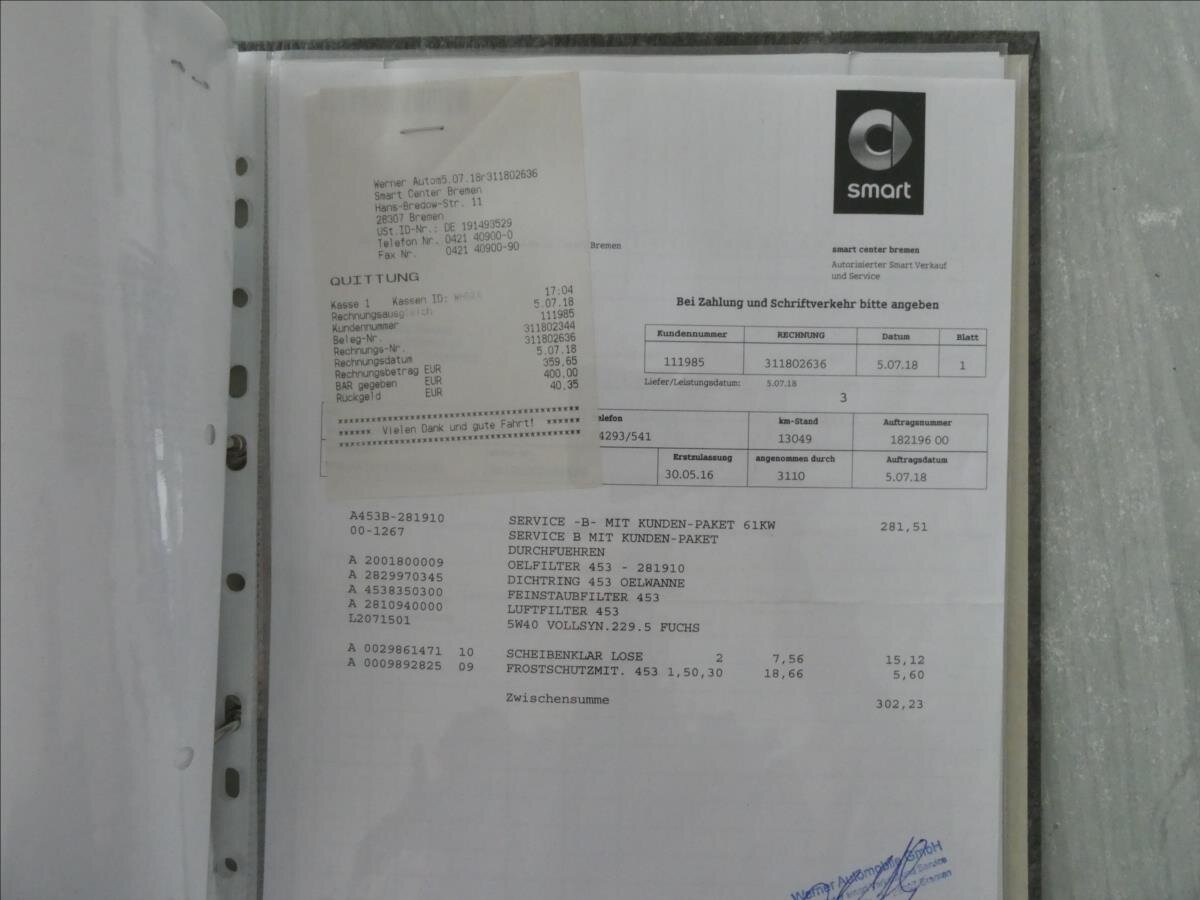 Werner Autom5.07.18r311802636
Smart Center Bremen
Hans-Bredow-Str. 11
28307 Bremen
USt.ID-Nr.: DE 191493529
Telefon Nr. 0421 40900-0
Fax Nr. 0421 40900-90
QUITTUNG
17:04
Kasse 1 Kassen ID:
5.07.18
Rechnungsausgleich
111985
Kundennummer
311802344
Beleg-Nr.
311802636
Rechnungs-Nr.
5.07.18
Rechnungsdatum
359,65
Rechnungsbetrag EUR
400,00
BAR gegeben EUR
40,35
Rückgeld EUR
****** Vielen Dank und gute Fahrt! ******
smart
Bremen
smart center bremen
Autorisierter Smart Verkauf
und Service
Bei Zahlung und Schriftverkehr bitte angeben
Kundennummer RECHNUNG Datum Blatt
111985 311802636 5.07.18 1
Liefer/Leistungsdatum: 5.07.18
3
elefon km-Stand Auftragsnummer
4293/541 13049 182196 00
Erstzulassung angenommen durch Auftragsdatum
30.05.16 3110 5.07.18
A453B-281910 SERVICE -B- MIT KUNDEN-PAKET 61KW 281,51
00-1267 SERVICE B MIT KUNDEN-PAKET
DURCHFUEHREN
A 2001800009 OELFILTER 453 - 281910
A 2829970345 DICHTRING 453 OELWANNE
A 4538350300 FEINSTAUBFILTER 453
A 2810940000 LUFTFILTER 453
L2071501 5W40 VOLLSYN.229.5 FUCHS
A 0029861471 10 SCHEIBENKLAR LOSE 2 7,56 15,12
A 0009892825 09 FROSTSCHUTZMIT. 453 1,50,30 18,66 5,60
Zwischensumme 302,23
Werner Automobile GmbH
Service
Bremen